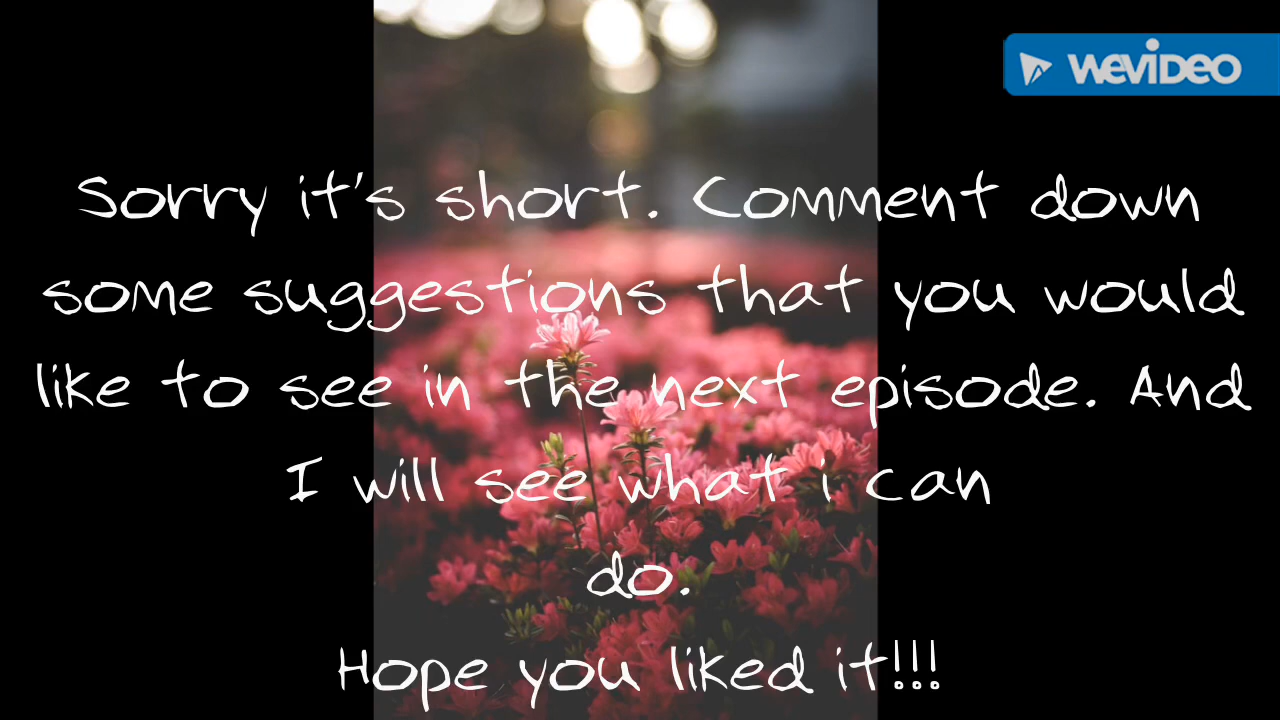 WEVIDEO
Sorry it's short. Comment down
some suggestions that you would
like to see in the next episode. And
I will see what i can
do.
Hope you liked it!!!